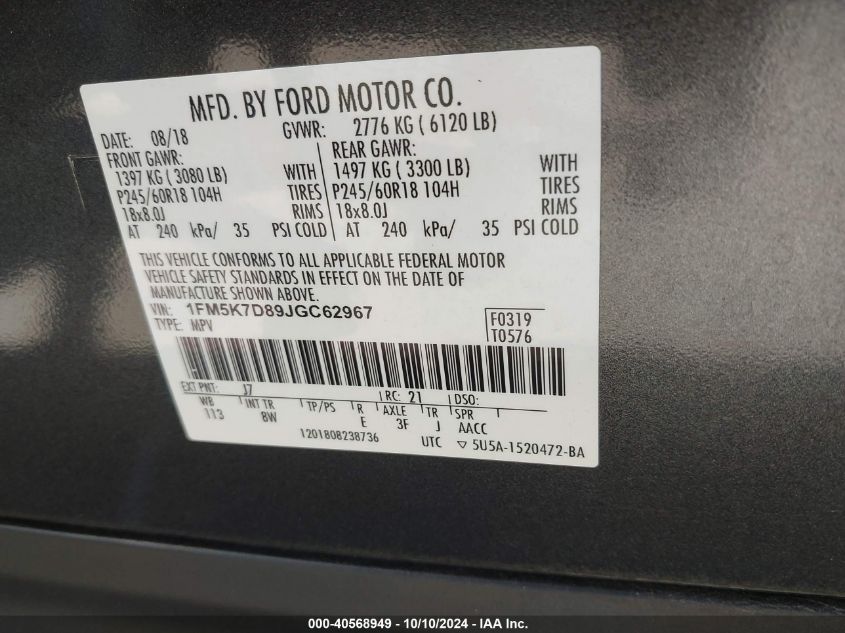 MFD. BY FORD MOTOR CO.
DATE: 08/18 GVWR: 2776 KG ( 6120 LB)
FRONT GAWR: REAR GAWR:
1397 KG ( 3080 LB) WITH 1497 KG ( 3300 LB) WITH
P245/60R18 104H TIRES P245/60R18 104H TIRES
18x8.0J RIMS 18x8.0J RIMS
AT 240 kPa/ 35 PSI COLD AT 240 kPa/ 35 PSI COLD
THIS VEHICLE CONFORMS TO ALL APPLICABLE FEDERAL MOTOR
VEHICLE SAFETY STANDARDS IN EFFECT ON THE DATE OF
MANUFACTURE SHOWN ABOVE.
VIN: 1FM5K7D89JGC62967
TYPE: MPV
F0319
T0576
EXT PNT: J7 RC: 21 DSO:
WB INT TR TP/PS R AXLE TR SPR
113 8W E 3F J AACC
1201808238736 UTC ▽ 5U5A-1520472-BA
000-40568949 - 10/10/2024 - IAA Inc.